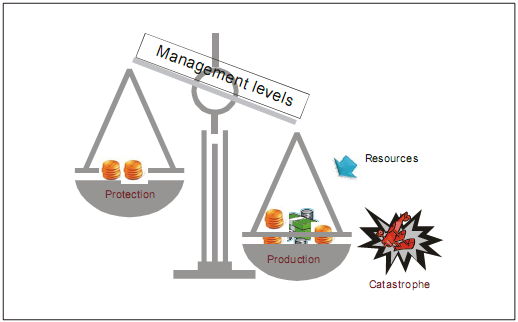 Management levels
Resources
Protection
Production
Catastrophe